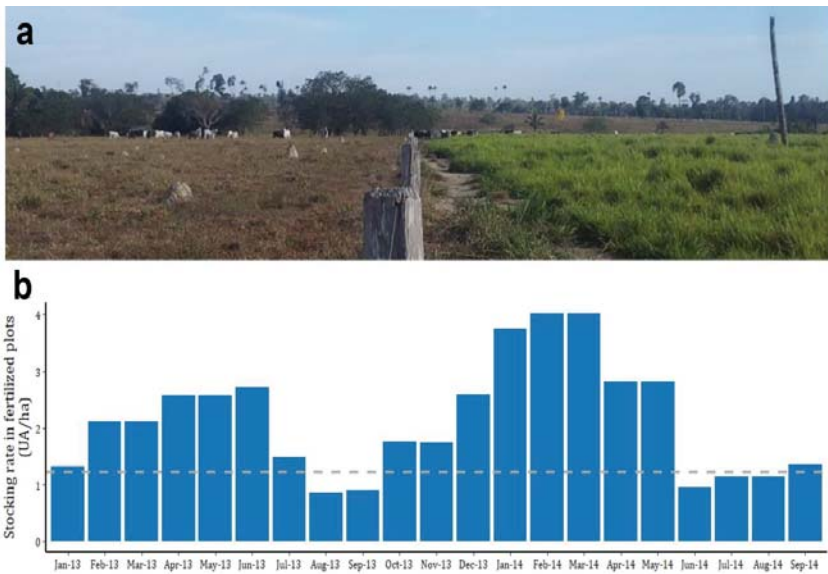 a
b
Stocking rate in fertilized plots
(UA/ha)
4
3
2
1
0
Jan-13 Feb-13 Mar-13 Apr-13 May-13 Jun-13 Jul-13 Aug-13 Sep-13 Oct-13 Nov-13 Dec-13 Jan-14 Feb-14 Mar-14 Apr-14 May-14 Jun-14 Jul-14 Aug-14 Sep-14